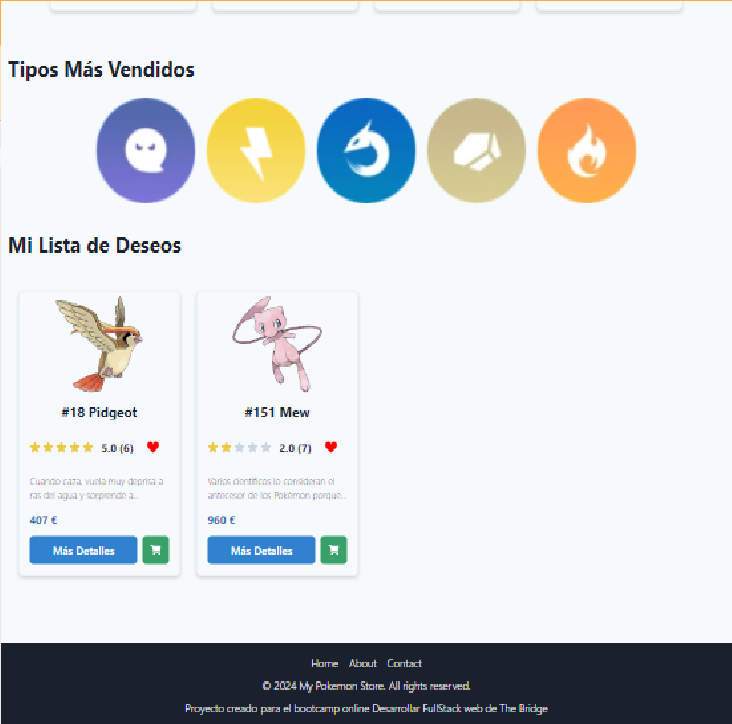 Tipos Más Vendidos
Mi Lista de Deseos
#18 Pidgeot
5.0 (6)
Cuando caza, vuela muy deprisa a
ras del agua y sorprende a...
407 €
Más Detalles
#151 Mew
2.0 (7)
Varios científicos lo consideran el
antecesor de los Pokémon porque...
960 €
Más Detalles
Home About Contact
© 2024 My Pokemon Store. All rights reserved.
Proyecto creado para el bootcamp online Desarrollar FullStack web de The Bridge